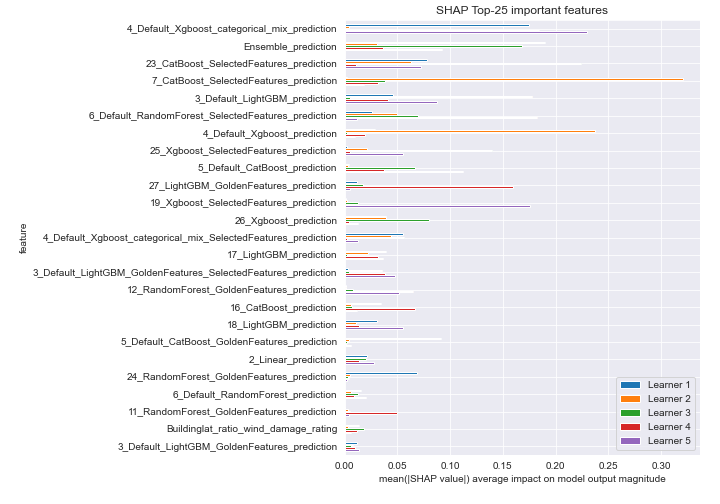 SHAP Top-25 important features
4_Default_Xgboost_categorical_mix_prediction
Ensemble_prediction
23_CatBoost_SelectedFeatures_prediction
7_CatBoost_SelectedFeatures_prediction
3_Default_LightGBM_prediction
6_Default_RandomForest_SelectedFeatures_prediction
4_Default_Xgboost_prediction
25_Xgboost_SelectedFeatures_prediction
5_Default_CatBoost_prediction
27_LightGBM_GoldenFeatures_prediction
19_Xgboost_SelectedFeatures_prediction
26_Xgboost_prediction
4_Default_Xgboost_categorical_mix_SelectedFeatures_prediction
17_LightGBM_prediction
3_Default_LightGBM_GoldenFeatures_SelectedFeatures_prediction
12_RandomForest_GoldenFeatures_prediction
16_CatBoost_prediction
18_LightGBM_prediction
5_Default_CatBoost_GoldenFeatures_prediction
2_Linear_prediction
24_RandomForest_GoldenFeatures_prediction
6_Default_RandomForest_prediction
11_RandomForest_GoldenFeatures_prediction
Buildinglat_ratio_wind_damage_rating
3_Default_LightGBM_GoldenFeatures_prediction
feature
Learner 1
Learner 2
Learner 3
Learner 4
Learner 5
0.00 0.05 0.10 0.15 0.20 0.25 0.30
mean(|SHAP value|) average impact on model output magnitude